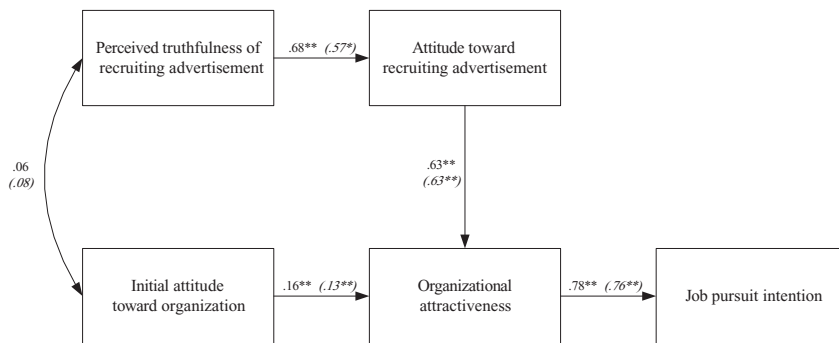 Perceived truthfulness of
recruiting advertisement
.68** (.57*)
Attitude toward
recruiting advertisement
.06
(.08)
.63**
(.63**)
Initial attitude
toward organization
.16** (.13**)
Organizational
attractiveness
.78** (.76**)
Job pursuit intention